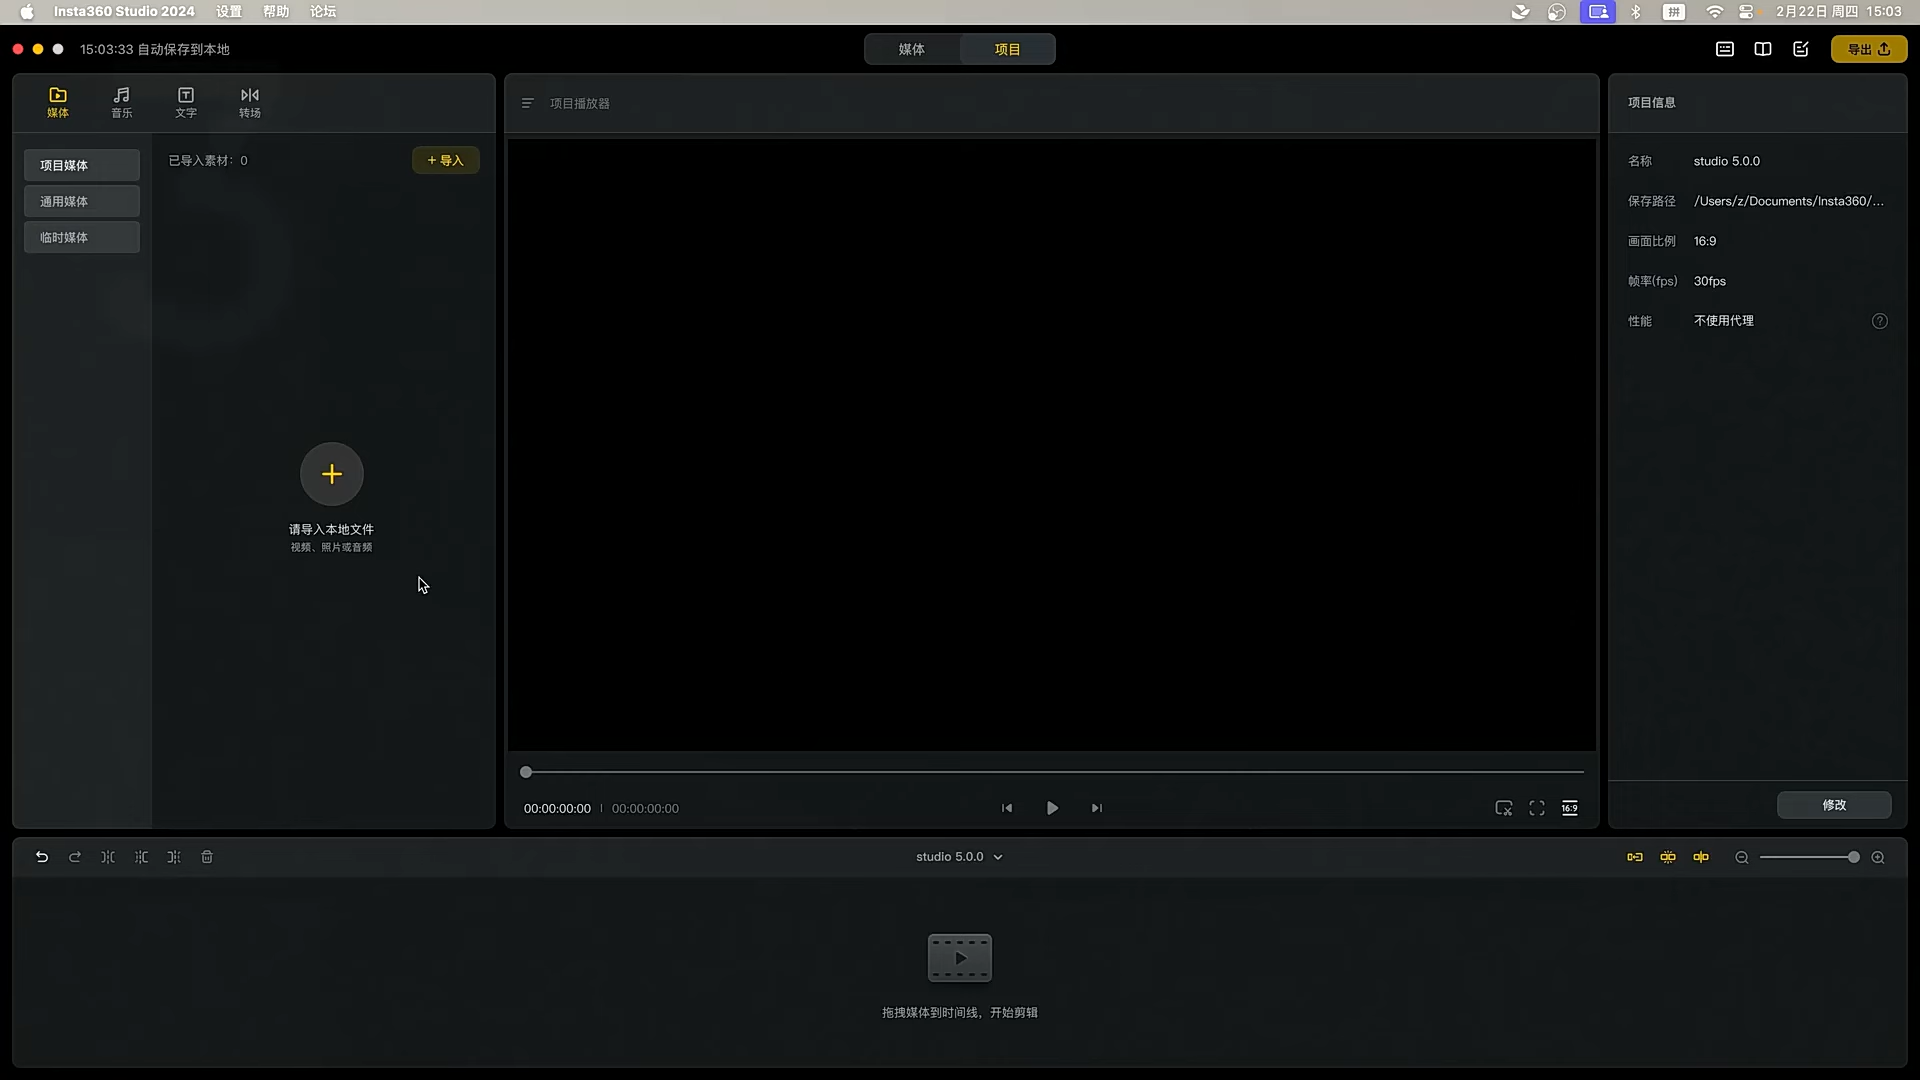 Insta360 Studio 2024 设置 帮助 论坛
拼 2月22日 周四 15:03
15:03:33 自动保存到本地
媒体 项目
导出
媒体 音乐 文字 转场
项目播放器
项目信息
项目媒体
通用媒体
临时媒体
已导入素材：0
+ 导入
请导入本地文件
视频、照片或音频
名称 studio 5.0.0
保存路径 /Users/z/Documents/Insta360/...
画面比例 16:9
帧率(fps) 30fps
性能 不使用代理 ?
00:00:00:00 | 00:00:00:00
16:9
修改
studio 5.0.0
拖拽媒体到时间线，开始剪辑